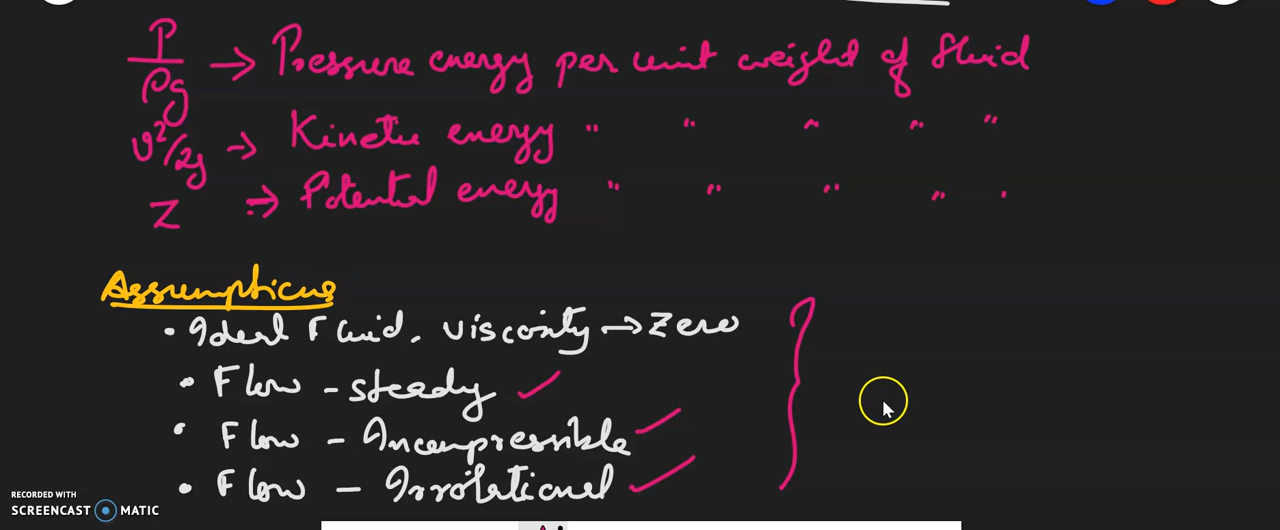 P/ρg → Pressure energy per unit weight of fluid
v²/2g → Kinetic energy " " " " "
Z → Potential energy " " " " "
Assumptions
• Ideal Fluid. Viscosity → Zero
• Flow - steady ✓
• Flow - Incompressible ✓
• Flow - Irrotational ✓
RECORDED WITH
SCREENCAST MATIC